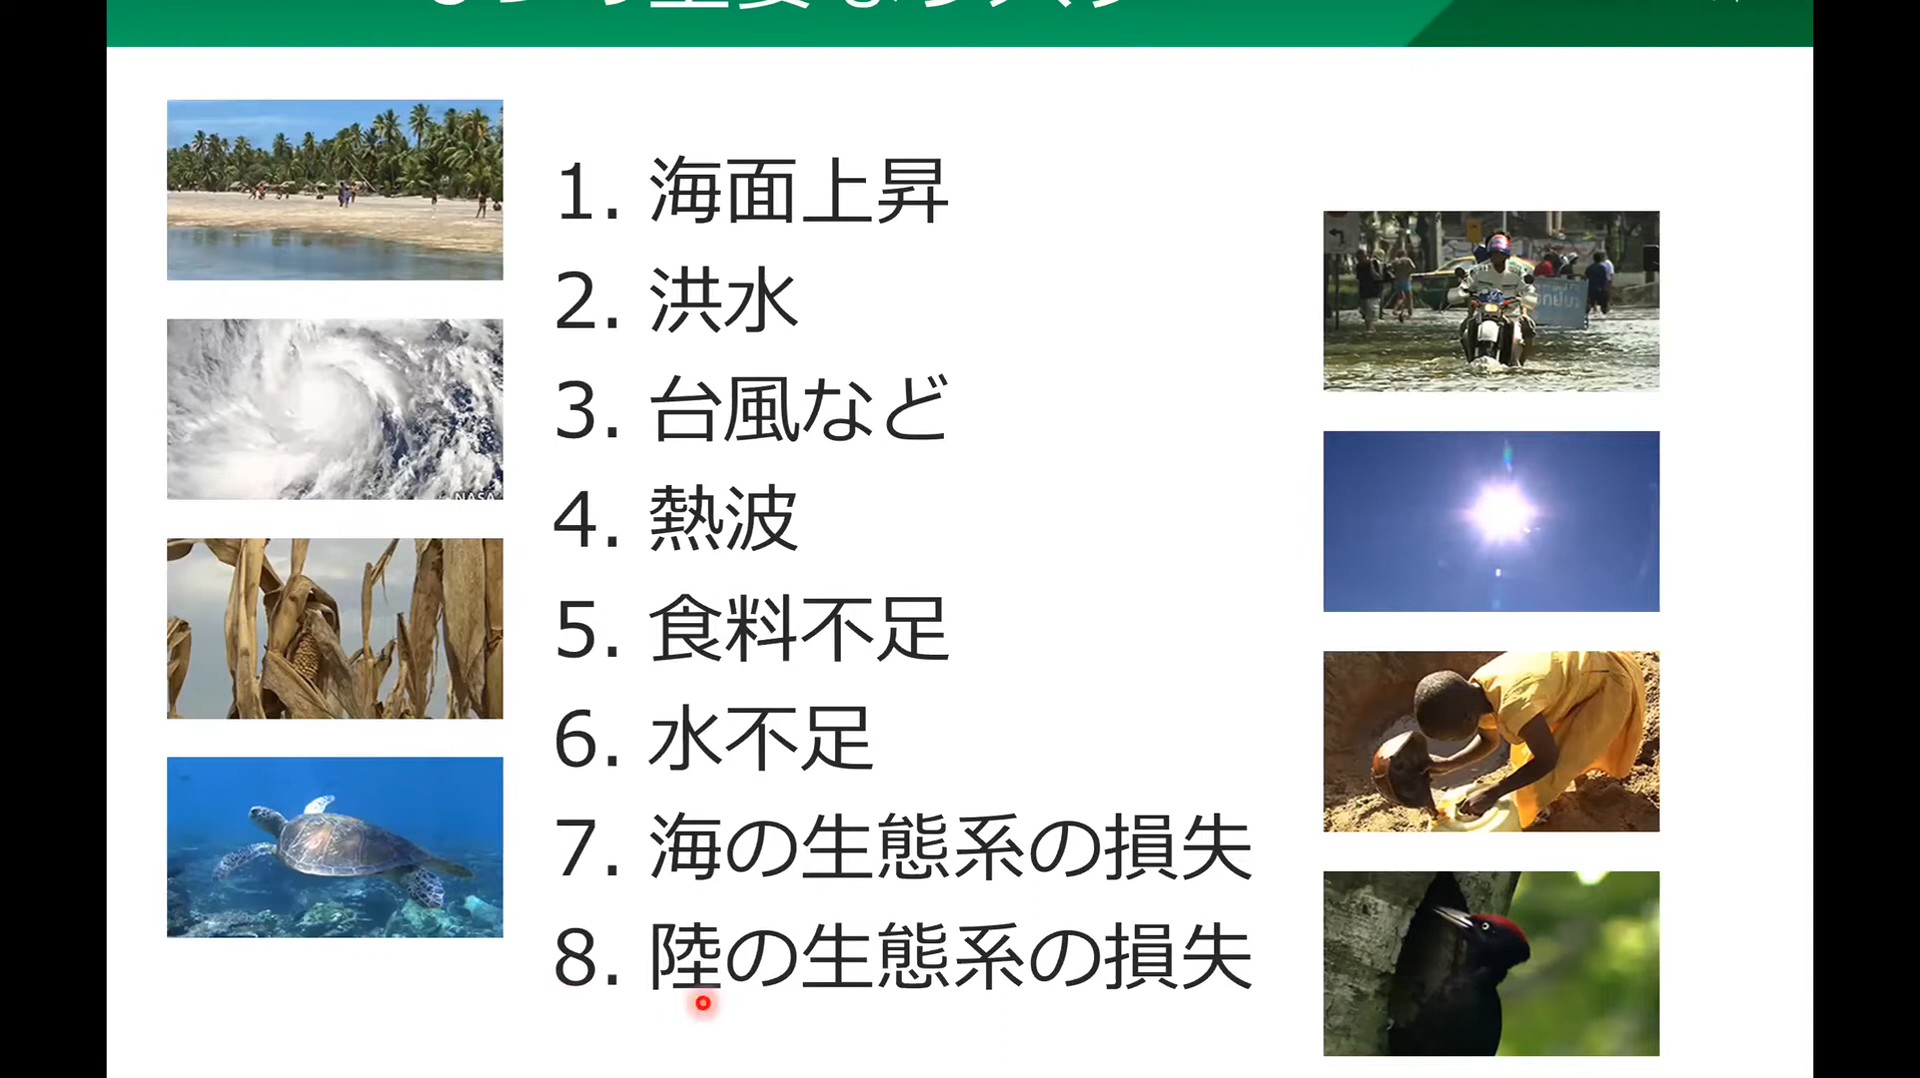 1. 海面上昇
2. 洪水
3. 台風など
4. 熱波
5. 食料不足
6. 水不足
7. 海の生態系の損失
8. 陸の生態系の損失
NASA